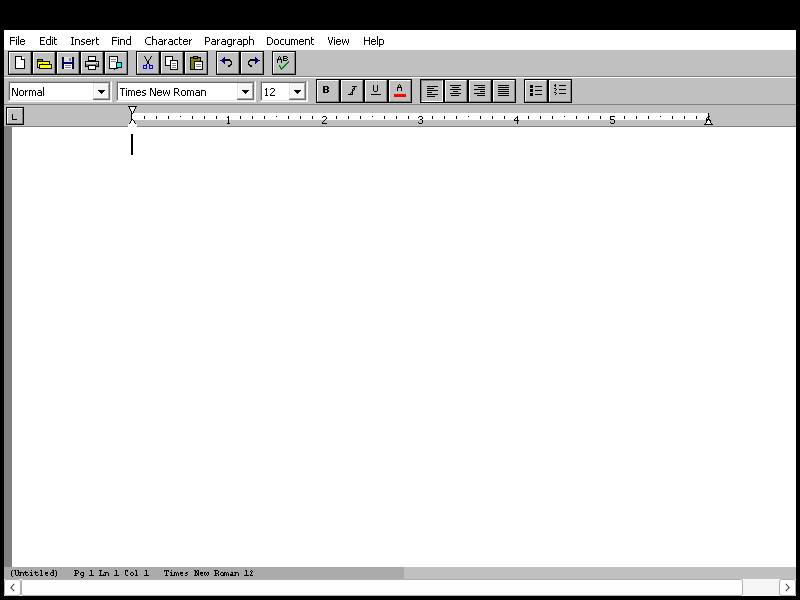 File Edit Insert Find Character Paragraph Document View Help
AB
Normal Times New Roman 12 B I U A
L 1 2 3 4 5
(Untitled) Pg 1 Ln 1 Col 1 Times New Roman 12